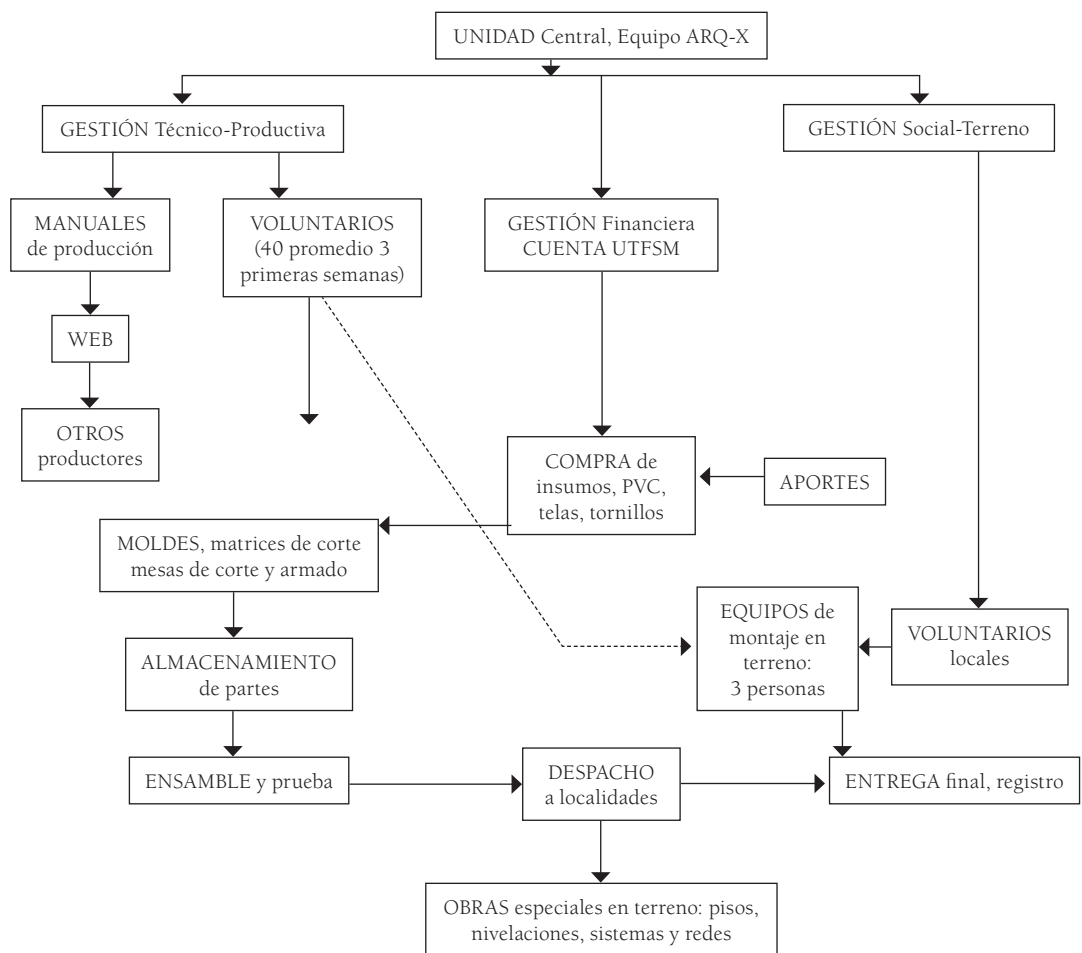 UNIDAD Central, Equipo ARQ-X
GESTIÓN Técnico-Productiva
GESTIÓN Social-Terreno
MANUALES
de producción
VOLUNTARIOS
(40 promedio 3
primeras semanas)
GESTIÓN Financiera
CUENTA UTFSM
WEB
OTROS
productores
COMPRA de
insumos, PVC,
telas, tornillos
APORTES
MOLDES, matrices de corte
mesas de corte y armado
EQUIPOS de
montaje en
terreno:
3 personas
VOLUNTARIOS
locales
ALMACENAMIENTO
de partes
ENSAMBLE y prueba
DESPACHO
a localidades
ENTREGA final, registro
OBRAS especiales en terreno: pisos,
nivelaciones, sistemas y redes